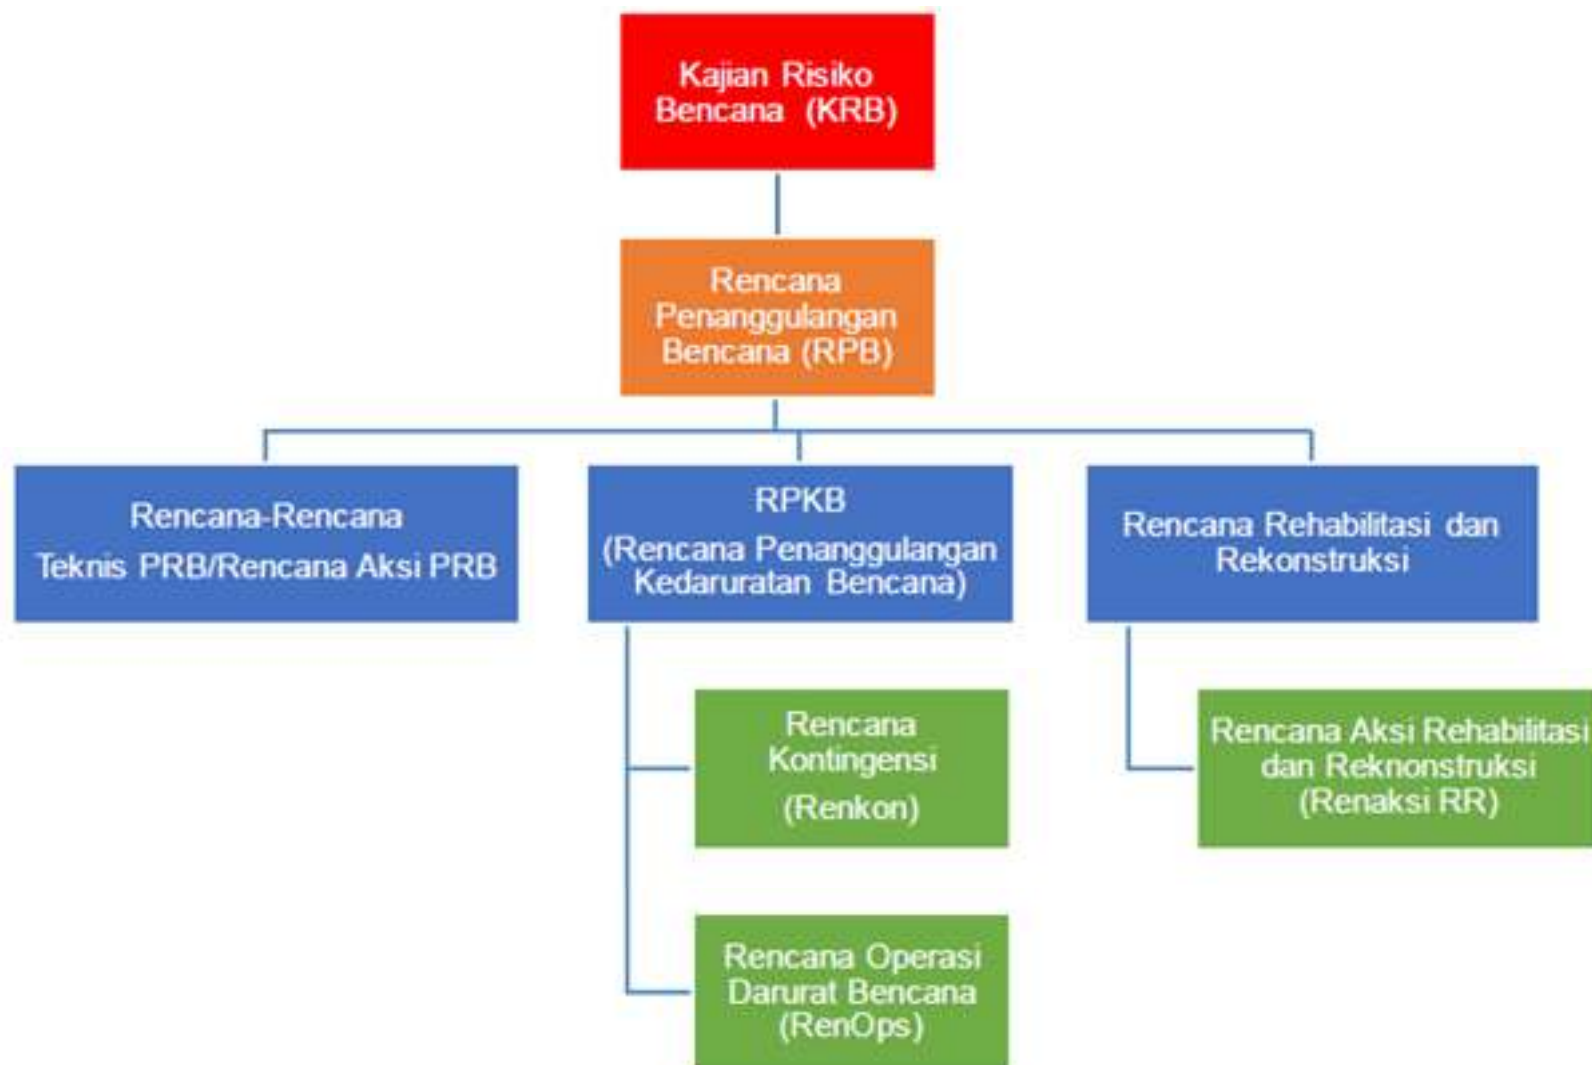 Kajian Risiko
Bencana (KRB)
Rencana
Penanggulangan
Bencana (RPB)
Rencana-Rencana
Teknis PRB/Rencana Aksi PRB
RPKB
(Rencana Penanggulangan
Kedaruratan Bencana)
Rencana Rehabilitasi dan
Rekonstruksi
Rencana
Kontingensi
(Renkon)
Rencana Aksi Rehabilitasi
dan Reknonstruksi
(Renaksi RR)
Rencana Operasi
Darurat Bencana
(RenOps)